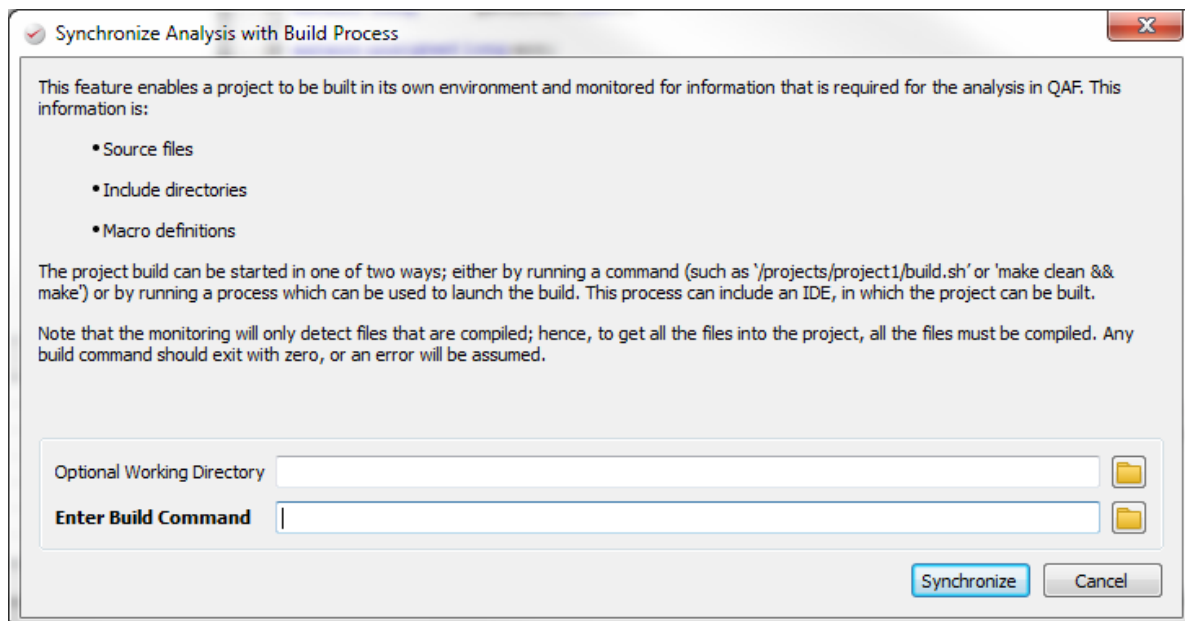 Synchronize Analysis with Build Process
This feature enables a project to be built in its own environment and monitored for information that is required for the analysis in QAF. This
information is:
• Source files
• Include directories
• Macro definitions
The project build can be started in one of two ways; either by running a command (such as '/projects/project1/build.sh' or 'make clean &&
make') or by running a process which can be used to launch the build. This process can include an IDE, in which the project can be built.
Note that the monitoring will only detect files that are compiled; hence, to get all the files into the project, all the files must be compiled. Any
build command should exit with zero, or an error will be assumed.
Optional Working Directory
Enter Build Command
Synchronize Cancel